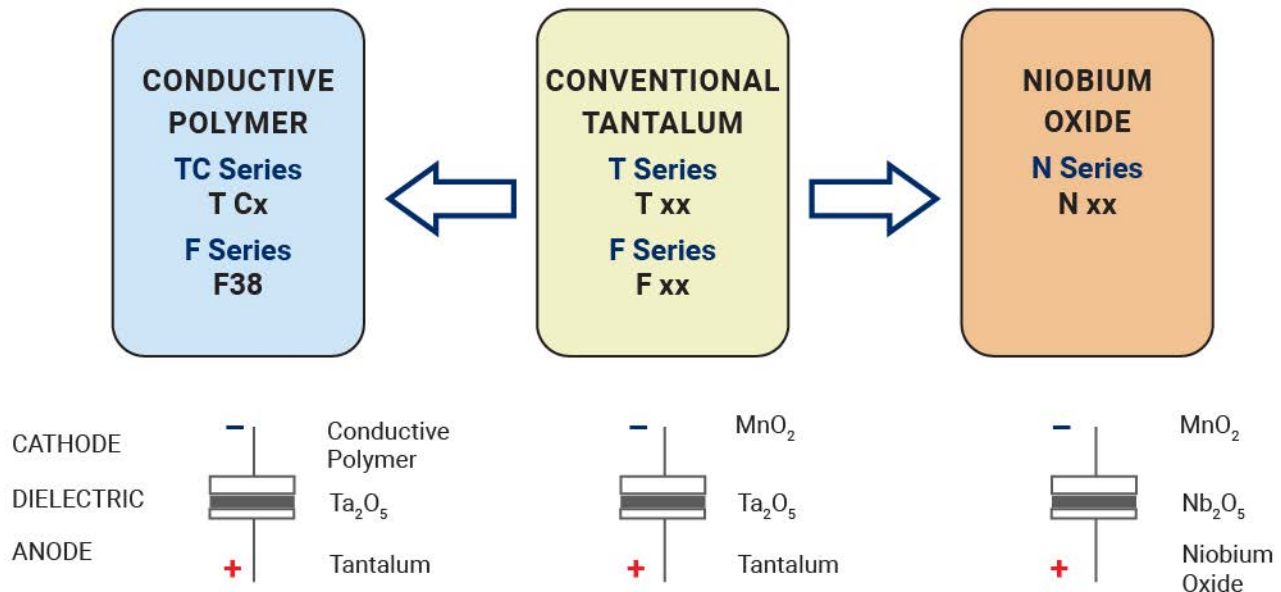 CONDUCTIVE
POLYMER
TC Series
T Cx
F Series
F38
CONVENTIONAL
TANTALUM
T Series
T xx
F Series
F xx
NIOBIUM
OXIDE
N Series
N xx
CATHODE
DIELECTRIC
ANODE
−
Conductive
Polymer
Ta₂O₅
+
Tantalum
−
MnO₂
Ta₂O₅
+
Tantalum
−
MnO₂
Nb₂O₅
+
Niobium
Oxide